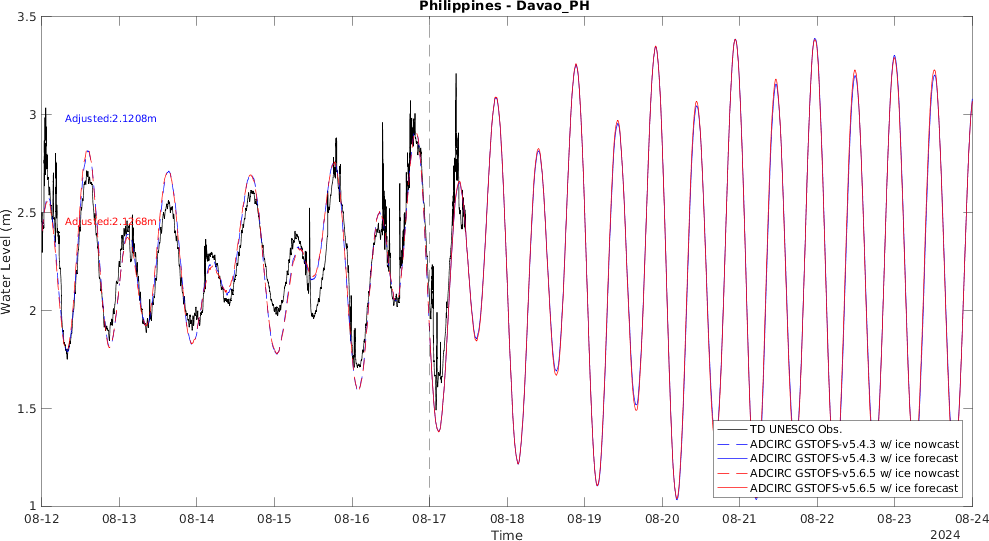 Philippines - Davao_PH
3.5
3
2.5
2
1.5
1
Water Level (m)
Adjusted:2.1208m
Adjusted:2.1268m
TD UNESCO Obs.
ADCIRC GSTOFS-v5.4.3 w/ ice nowcast
ADCIRC GSTOFS-v5.4.3 w/ ice forecast
ADCIRC GSTOFS-v5.6.5 w/ ice nowcast
ADCIRC GSTOFS-v5.6.5 w/ ice forecast
08-12 08-13 08-14 08-15 08-16 08-17 08-18 08-19 08-20 08-21 08-22 08-23 08-24
Time
2024